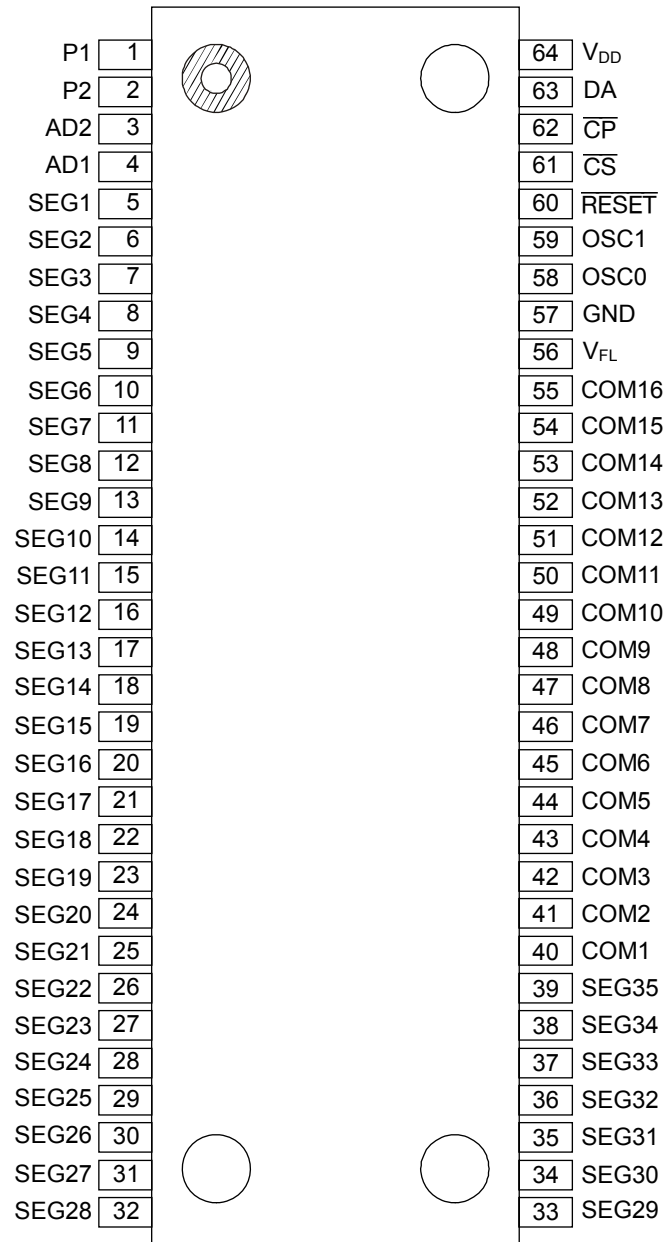 P1 1 64 VDD
P2 2 63 DA
AD2 3 62 C̅P̅
AD1 4 61 C̅S̅
SEG1 5 60 R̅E̅S̅E̅T̅
SEG2 6 59 OSC1
SEG3 7 58 OSC0
SEG4 8 57 GND
SEG5 9 56 VFL
SEG6 10 55 COM16
SEG7 11 54 COM15
SEG8 12 53 COM14
SEG9 13 52 COM13
SEG10 14 51 COM12
SEG11 15 50 COM11
SEG12 16 49 COM10
SEG13 17 48 COM9
SEG14 18 47 COM8
SEG15 19 46 COM7
SEG16 20 45 COM6
SEG17 21 44 COM5
SEG18 22 43 COM4
SEG19 23 42 COM3
SEG20 24 41 COM2
SEG21 25 40 COM1
SEG22 26 39 SEG35
SEG23 27 38 SEG34
SEG24 28 37 SEG33
SEG25 29 36 SEG32
SEG26 30 35 SEG31
SEG27 31 34 SEG30
SEG28 32 33 SEG29